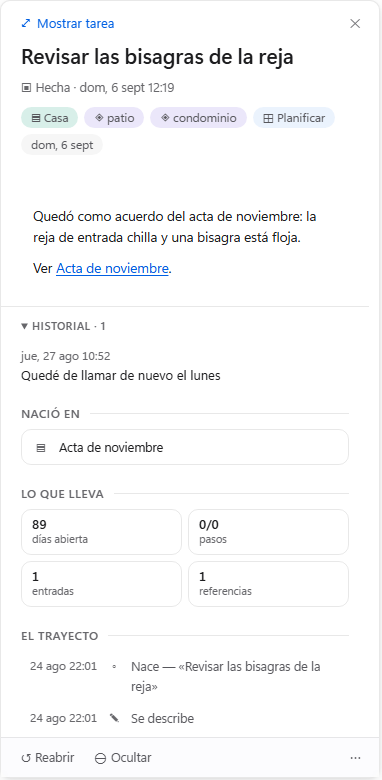 Mostrar tarea
Revisar las bisagras de la reja
Hecha · dom, 6 sept 12:19
Casa
patio
condominio
Planificar
dom, 6 sept
Quedó como acuerdo del acta de noviembre: la
reja de entrada chilla y una bisagra está floja.
Ver Acta de noviembre.
HISTORIAL · 1
jue, 27 ago 10:52
Quedé de llamar de nuevo el lunes
NACIÓ EN
Acta de noviembre
LO QUE LLEVA
89
días abierta
0/0
pasos
1
entradas
1
referencias
EL TRAYECTO
24 ago 22:01 Nace — «Revisar las bisagras de la
reja»
24 ago 22:01 Se describe
Reabrir Ocultar